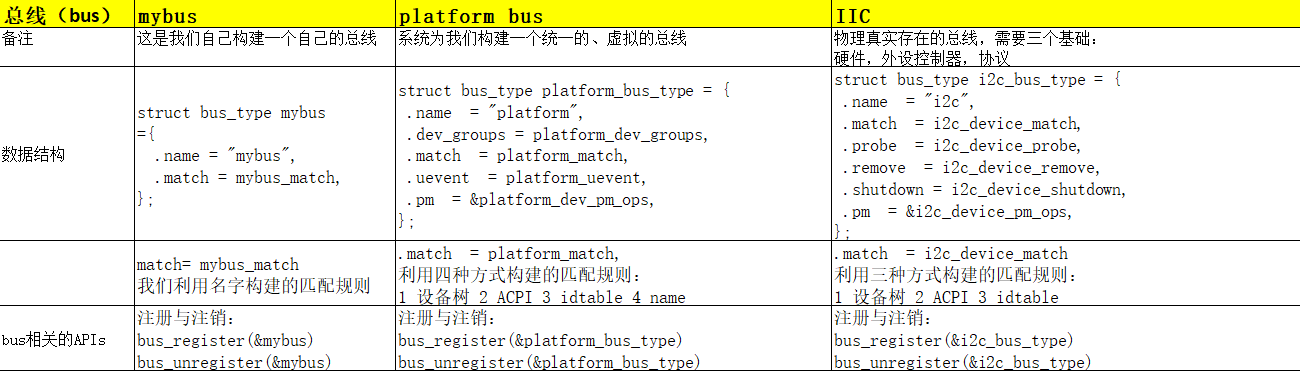 总线（bus） mybus platform bus IIC
备注 这是我们自己构建一个自己的总线 系统为我们构建一个统一的、虚拟的总线 物理真实存在的总线，需要三个基础：
硬件，外设控制器，协议
数据结构
struct bus_type mybus
={
.name = "mybus",
.match = mybus_match,
};
struct bus_type platform_bus_type = {
.name  = "platform",
.dev_groups = platform_dev_groups,
.match  = platform_match,
.uevent  = platform_uevent,
.pm  = &platform_dev_pm_ops,
};
struct bus_type i2c_bus_type = {
.name  = "i2c",
.match  = i2c_device_match,
.probe  = i2c_device_probe,
.remove  = i2c_device_remove,
.shutdown = i2c_device_shutdown,
.pm  = &i2c_device_pm_ops,
};
match= mybus_match
我们利用名字构建的匹配规则
.match  = platform_match,
利用四种方式构建的匹配规则：
1 设备树 2 ACPI 3 idtable 4 name
.match  = i2c_device_match
利用三种方式构建的匹配规则：
1 设备树 2 ACPI 3 idtable
bus相关的APIs
注册与注销：
bus_register(&mybus)
bus_unregister(&mybus)
注册与注销：
bus_register(&platform_bus_type)
bus_unregister(&platform_bus_type)
注册与注销：
bus_register(&i2c_bus_type)
bus_unregister(&i2c_bus_type)